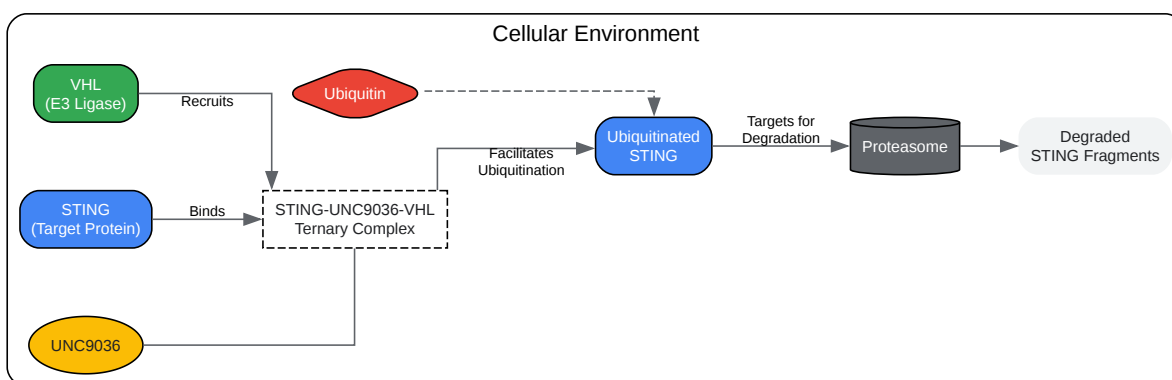 Cellular Environment
VHL
(E3 Ligase)
Recruits
Ubiquitin
Ubiquitinated
STING
Targets for
Degradation
Proteasome
Degraded
STING Fragments
Facilitates
Ubiquitination
STING
(Target Protein)
Binds
STING-UNC9036-VHL
Ternary Complex
UNC9036